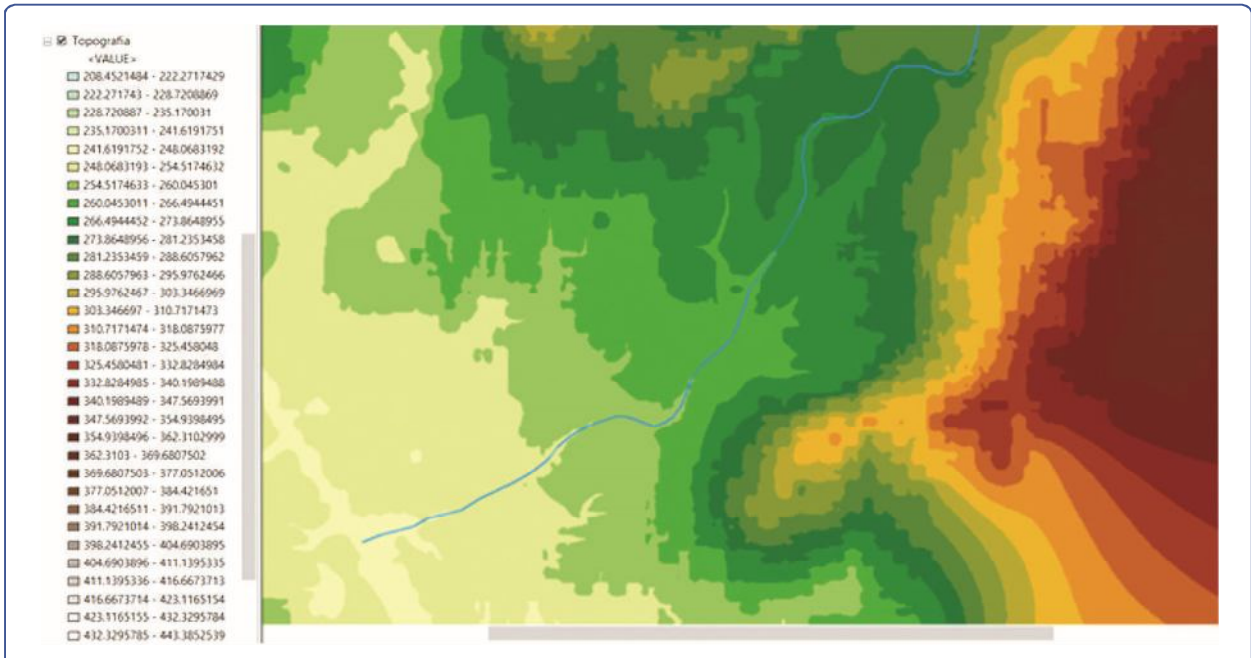 Topografia
<VALUE>
208.4521484 - 222.2717429
222.271743 - 228.7208869
228.720887 - 235.170031
235.1700311 - 241.6191751
241.6191752 - 248.0683192
248.0683193 - 254.5174632
254.5174633 - 260.045301
260.0453011 - 266.4944451
266.4944452 - 273.8648955
273.8648956 - 281.2353458
281.2353459 - 288.6057962
288.6057963 - 295.9762466
295.9762467 - 303.3466969
303.346697 - 310.7171473
310.7171474 - 318.0875977
318.0875978 - 325.458048
325.4580481 - 332.8284984
332.8284985 - 340.1989488
340.1989489 - 347.5693991
347.5693992 - 354.9398495
354.9398496 - 362.3102999
362.3103 - 369.6807502
369.6807503 - 377.0512006
377.0512007 - 384.421651
384.4216511 - 391.7921013
391.7921014 - 398.2412454
398.2412455 - 404.6903895
404.6903896 - 411.1395335
411.1395336 - 416.6673713
416.6673714 - 423.1165154
423.1165155 - 432.3295784
432.3295785 - 443.3852539